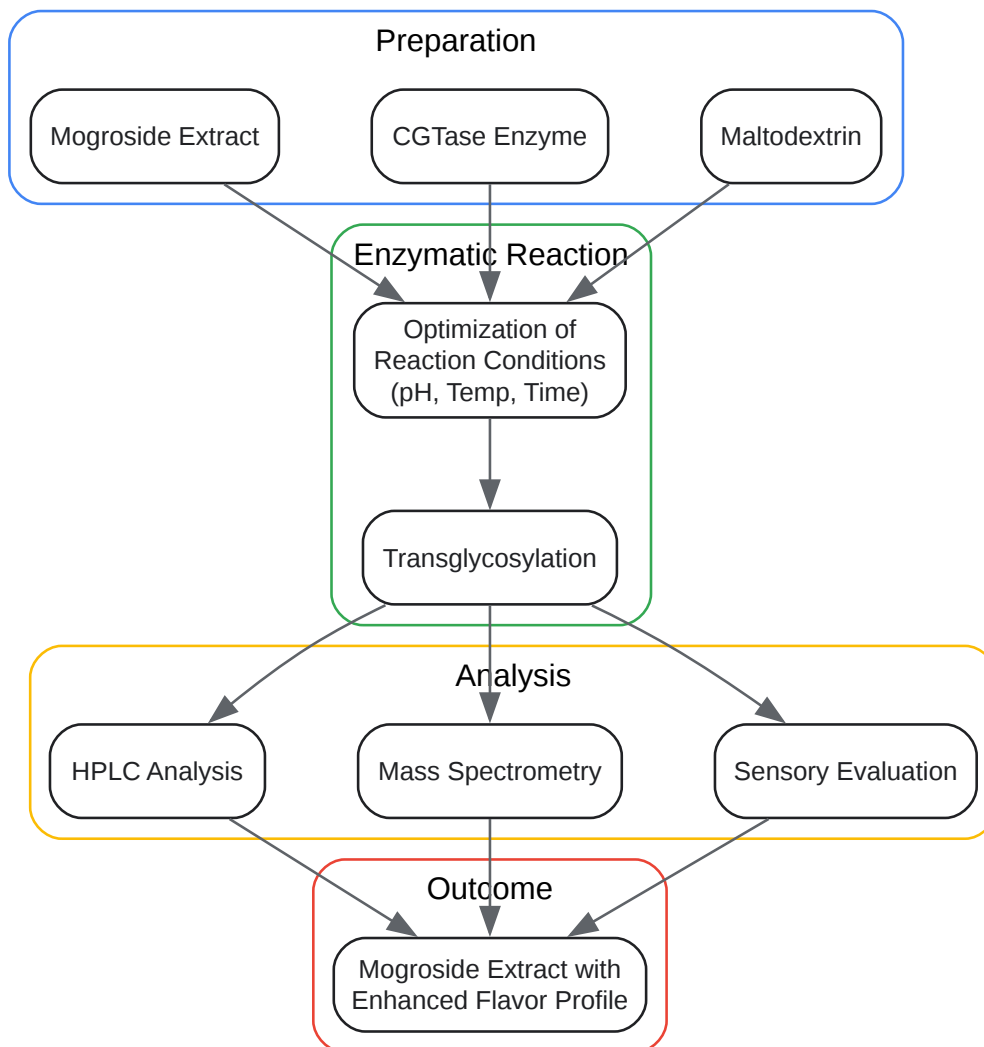 Preparation
Mogroside Extract
CGTase Enzyme
Maltodextrin
Enzymatic Reaction
Optimization of
Reaction Conditions
(pH, Temp, Time)
Transglycosylation
Analysis
HPLC Analysis
Mass Spectrometry
Sensory Evaluation
Outcome
Mogroside Extract with
Enhanced Flavor Profile